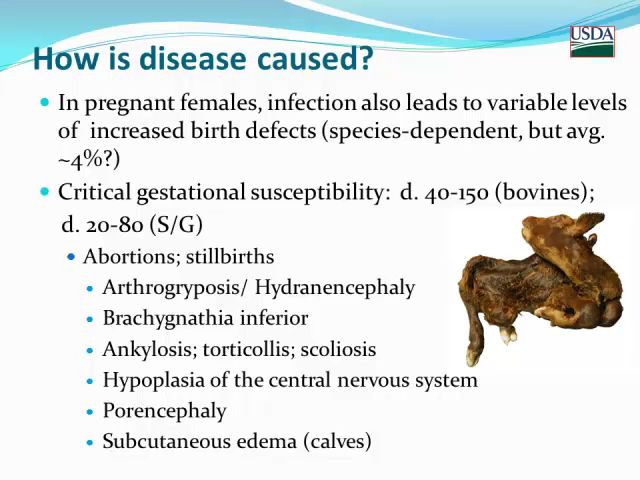 USDA
How is disease caused?
In pregnant females, infection also leads to variable levels
of increased birth defects (species-dependent, but avg.
~4%?)
Critical gestational susceptibility: d. 40-150 (bovines);
d. 20-80 (S/G)
Abortions; stillbirths
Arthrogryposis/ Hydranencephaly
Brachygnathia inferior
Ankylosis; torticollis; scoliosis
Hypoplasia of the central nervous system
Porencephaly
Subcutaneous edema (calves)